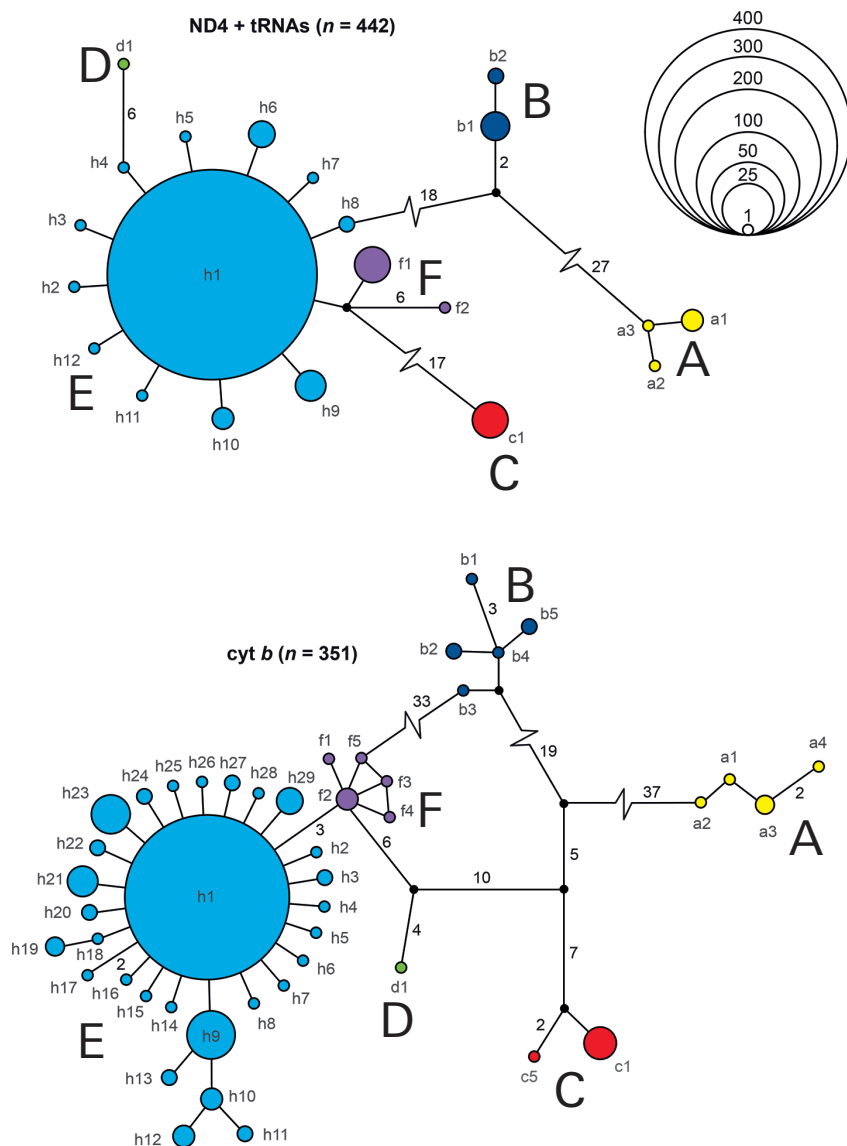 ND4 + tRNAs (n = 442)
400
300
200
100
50
25
1
d1
D
6
h5
h6
h4
h7
h3
h8
18
b2
B
b1
2
h1
f1
F
6
f2
27
h2
a3
a1
a2
A
h12
E
17
h11
h10
h9
c1
C
cyt b (n = 351)
b1
B
3
b5
b2
b4
33
b3
19
f1
f5
f3
f2
f4
F
a1
a4
37
2
a2
a3
A
h23
h24
h25
h26
h27
h28
h29
3
h22
h2
6
5
h21
h1
h3
10
h20
h4
4
h19
h18
h5
2
h17
h6
d1
7
h16
h15
h14
h8
h7
D
E
h9
2
h13
c5
c1
C
h10
h12
h11